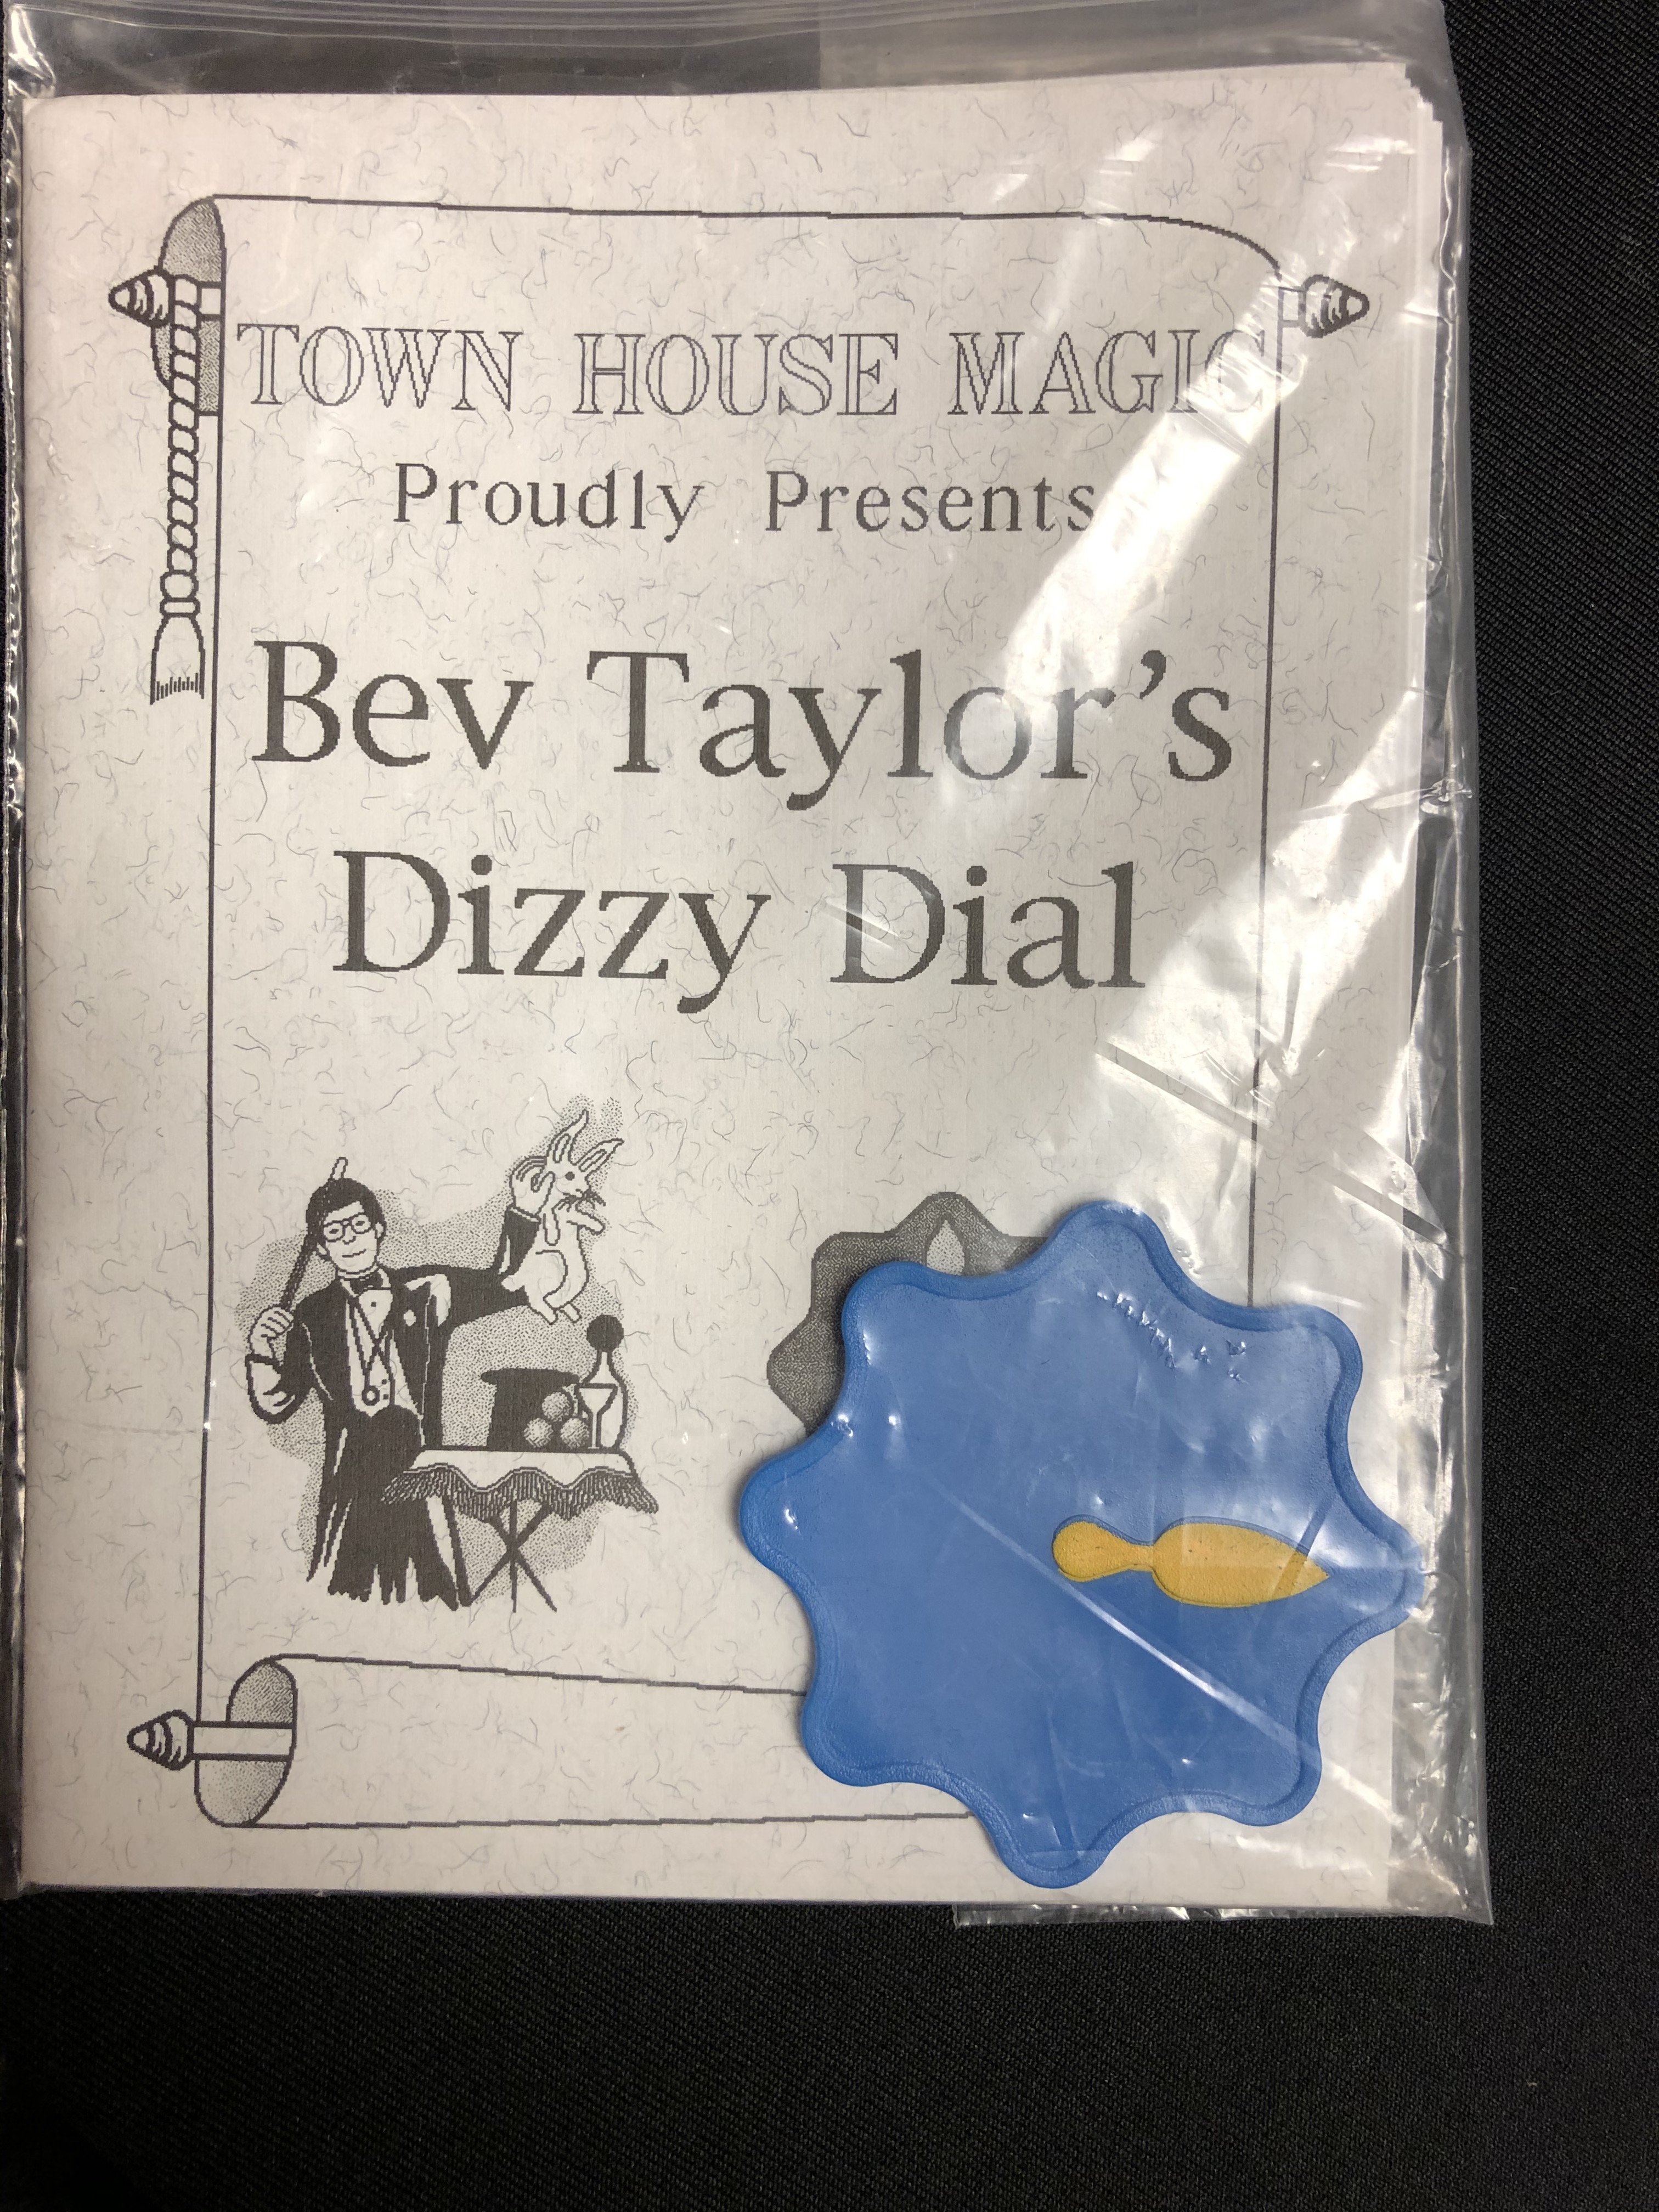 TOWN HOUSE MAGIC
Proudly Presents
Bev Taylor's
Dizzy Dial